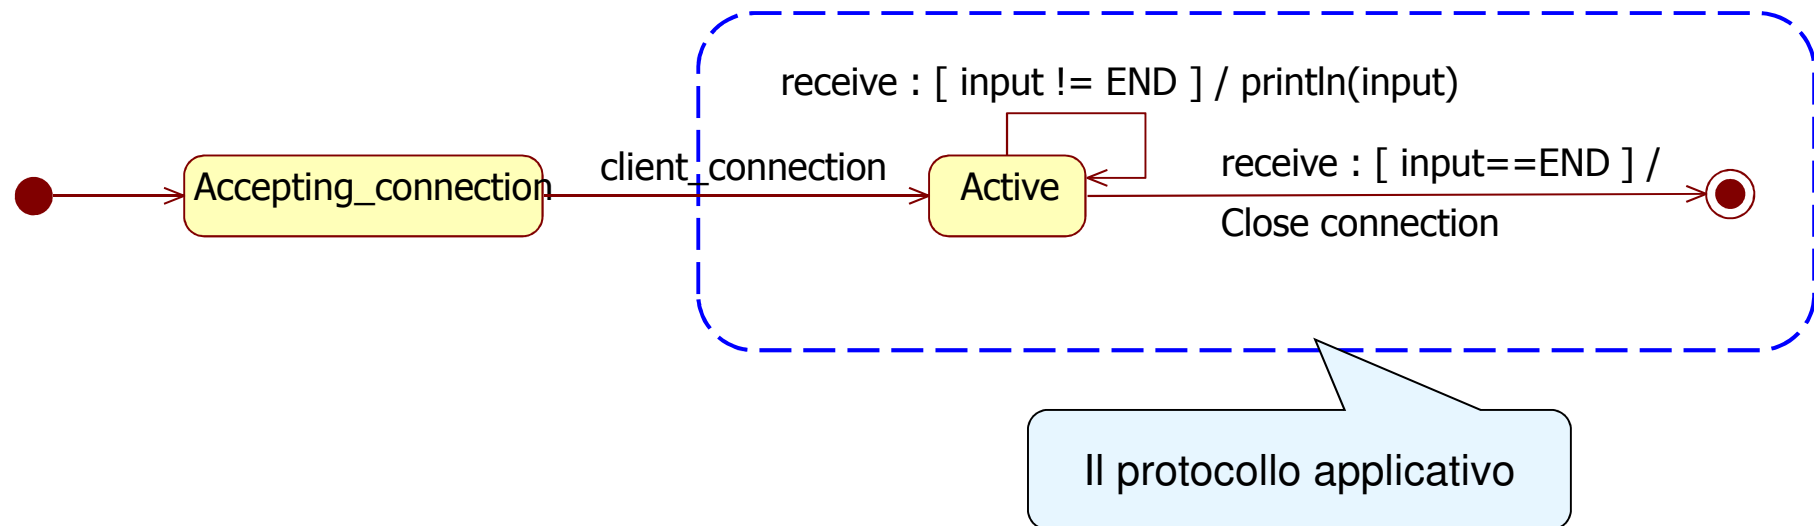 receive : [ input != END ] / println(input)
Accepting_connection
client_connection
Active
receive : [ input==END ] /
Close connection
Il protocollo applicativo